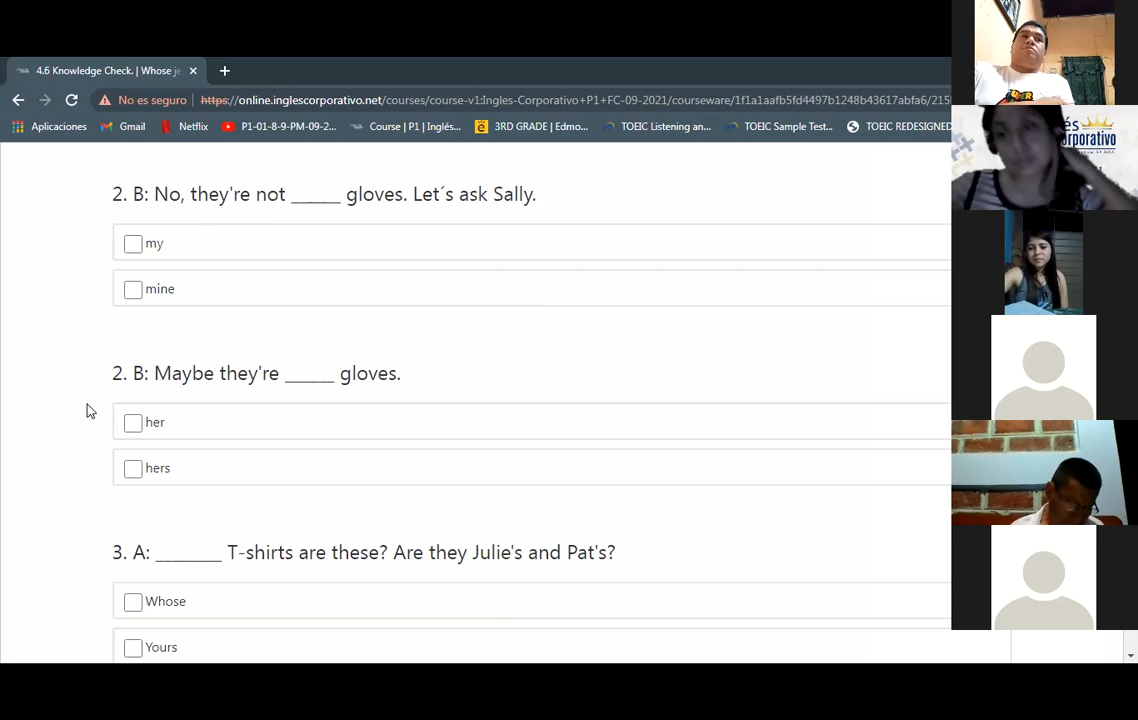 4.6 Knowledge Check. | Whose je
No es seguro
https://online.inglescorporativo.net/courses/course-v1:Ingles-Corporativo+P1+FC-09-2021/courseware/1f1a1aafb5fd4497b1248b43617abfa6/215
Aplicaciones Gmail Netflix P1-01-8-9-PM-09-2... Course | P1 | Inglés... 3RD GRADE | Edmo... TOEIC Listening an... TOEIC Sample Test... TOEIC REDESIGNED
és
orporativo
2. B: No, they're not ______ gloves. Let´s ask Sally.
my
mine
2. B: Maybe they're ______ gloves.
her
hers
3. A: ________ T-shirts are these? Are they Julie's and Pat's?
Whose
Yours